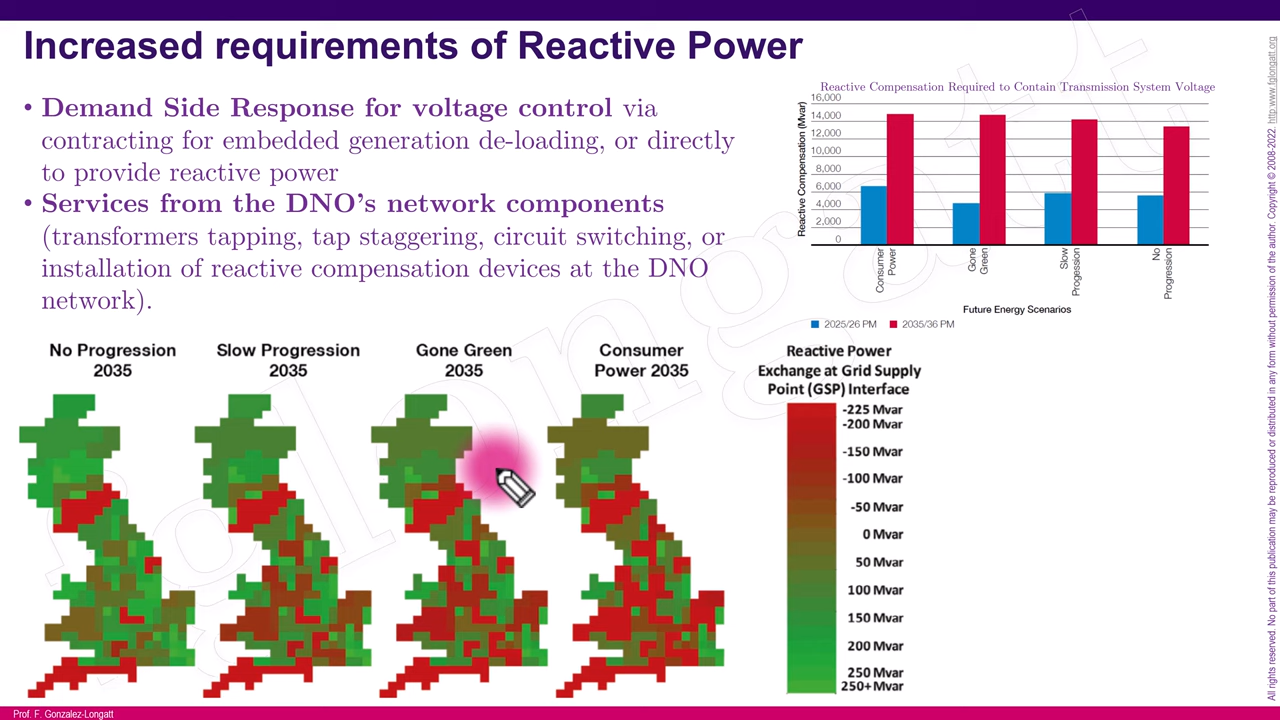 Increased requirements of Reactive Power
• Demand Side Response for voltage control via
contracting for embedded generation de-loading, or directly
to provide reactive power
• Services from the DNO's network components
(transformers tapping, tap staggering, circuit switching, or
installation of reactive compensation devices at the DNO
network).
Reactive Compensation Required to Contain Transmission System Voltage
Reactive Compensation (Mvar)
16,000
14,000
12,000
10,000
8,000
6,000
4,000
2,000
0
Consumer
Power
Gone
Green
Slow
Progession
No
Progression
Future Energy Scenarios
2025/26 PM
2035/36 PM
No Progression
2035
Slow Progression
2035
Gone Green
2035
Consumer
Power 2035
Reactive Power
Exchange at Grid Supply
Point (GSP) Interface
-225 Mvar
-200 Mvar
-150 Mvar
-100 Mvar
-50 Mvar
0 Mvar
50 Mvar
100 Mvar
150 Mvar
200 Mvar
250 Mvar
250+ Mvar
fglongatt
All rights reserved. No part of this publication may be reproduced or distributed in any form without permission of the author. Copyright © 2008-2022. http:www.fglongatt.org
Prof. F. Gonzalez-Longatt